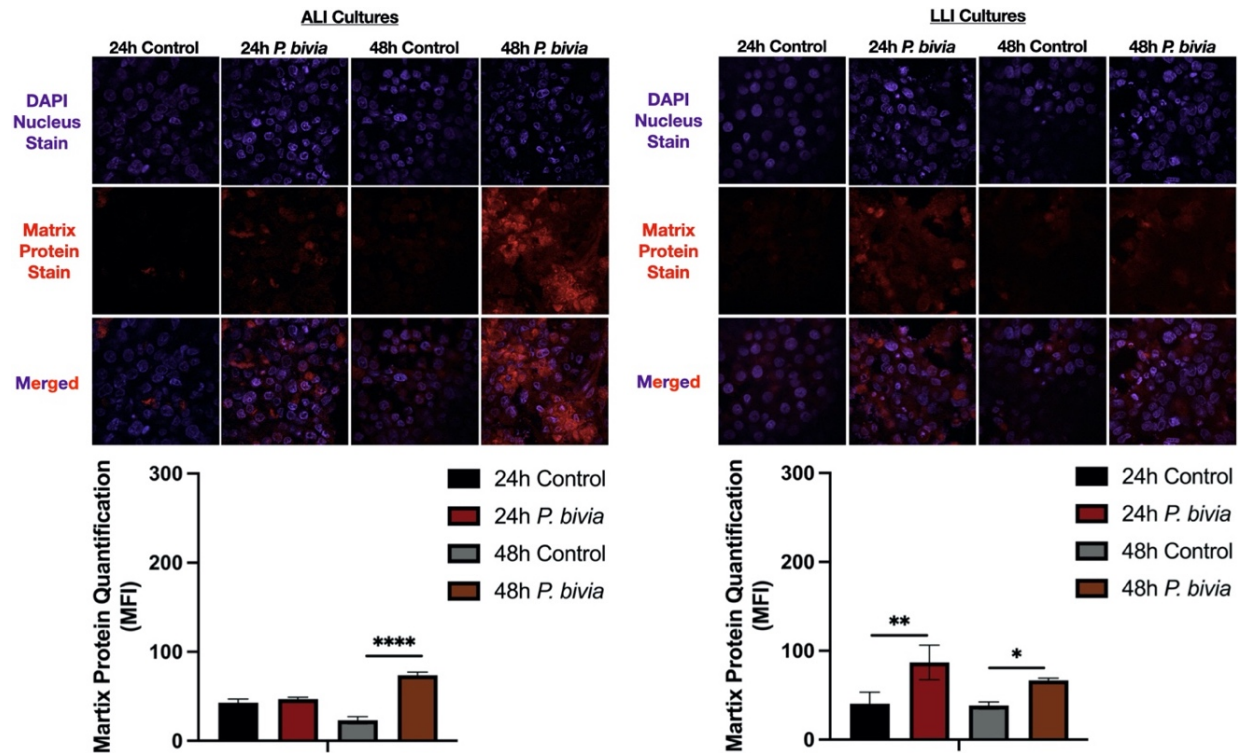 ALI Cultures
24h Control
24h P. bivia
48h Control
48h P. bivia
DAPI
Nucleus
Stain
Matrix
Protein
Stain
Merged
Martix Protein Quantification
(MFI)
300
200
100
0
****
24h Control
24h P. bivia
48h Control
48h P. bivia
LLI Cultures
24h Control
24h P. bivia
48h Control
48h P. bivia
DAPI
Nucleus
Stain
Matrix
Protein
Stain
Merged
Martix Protein Quantification
(MFI)
300
200
100
0
**
*
24h Control
24h P. bivia
48h Control
48h P. bivia